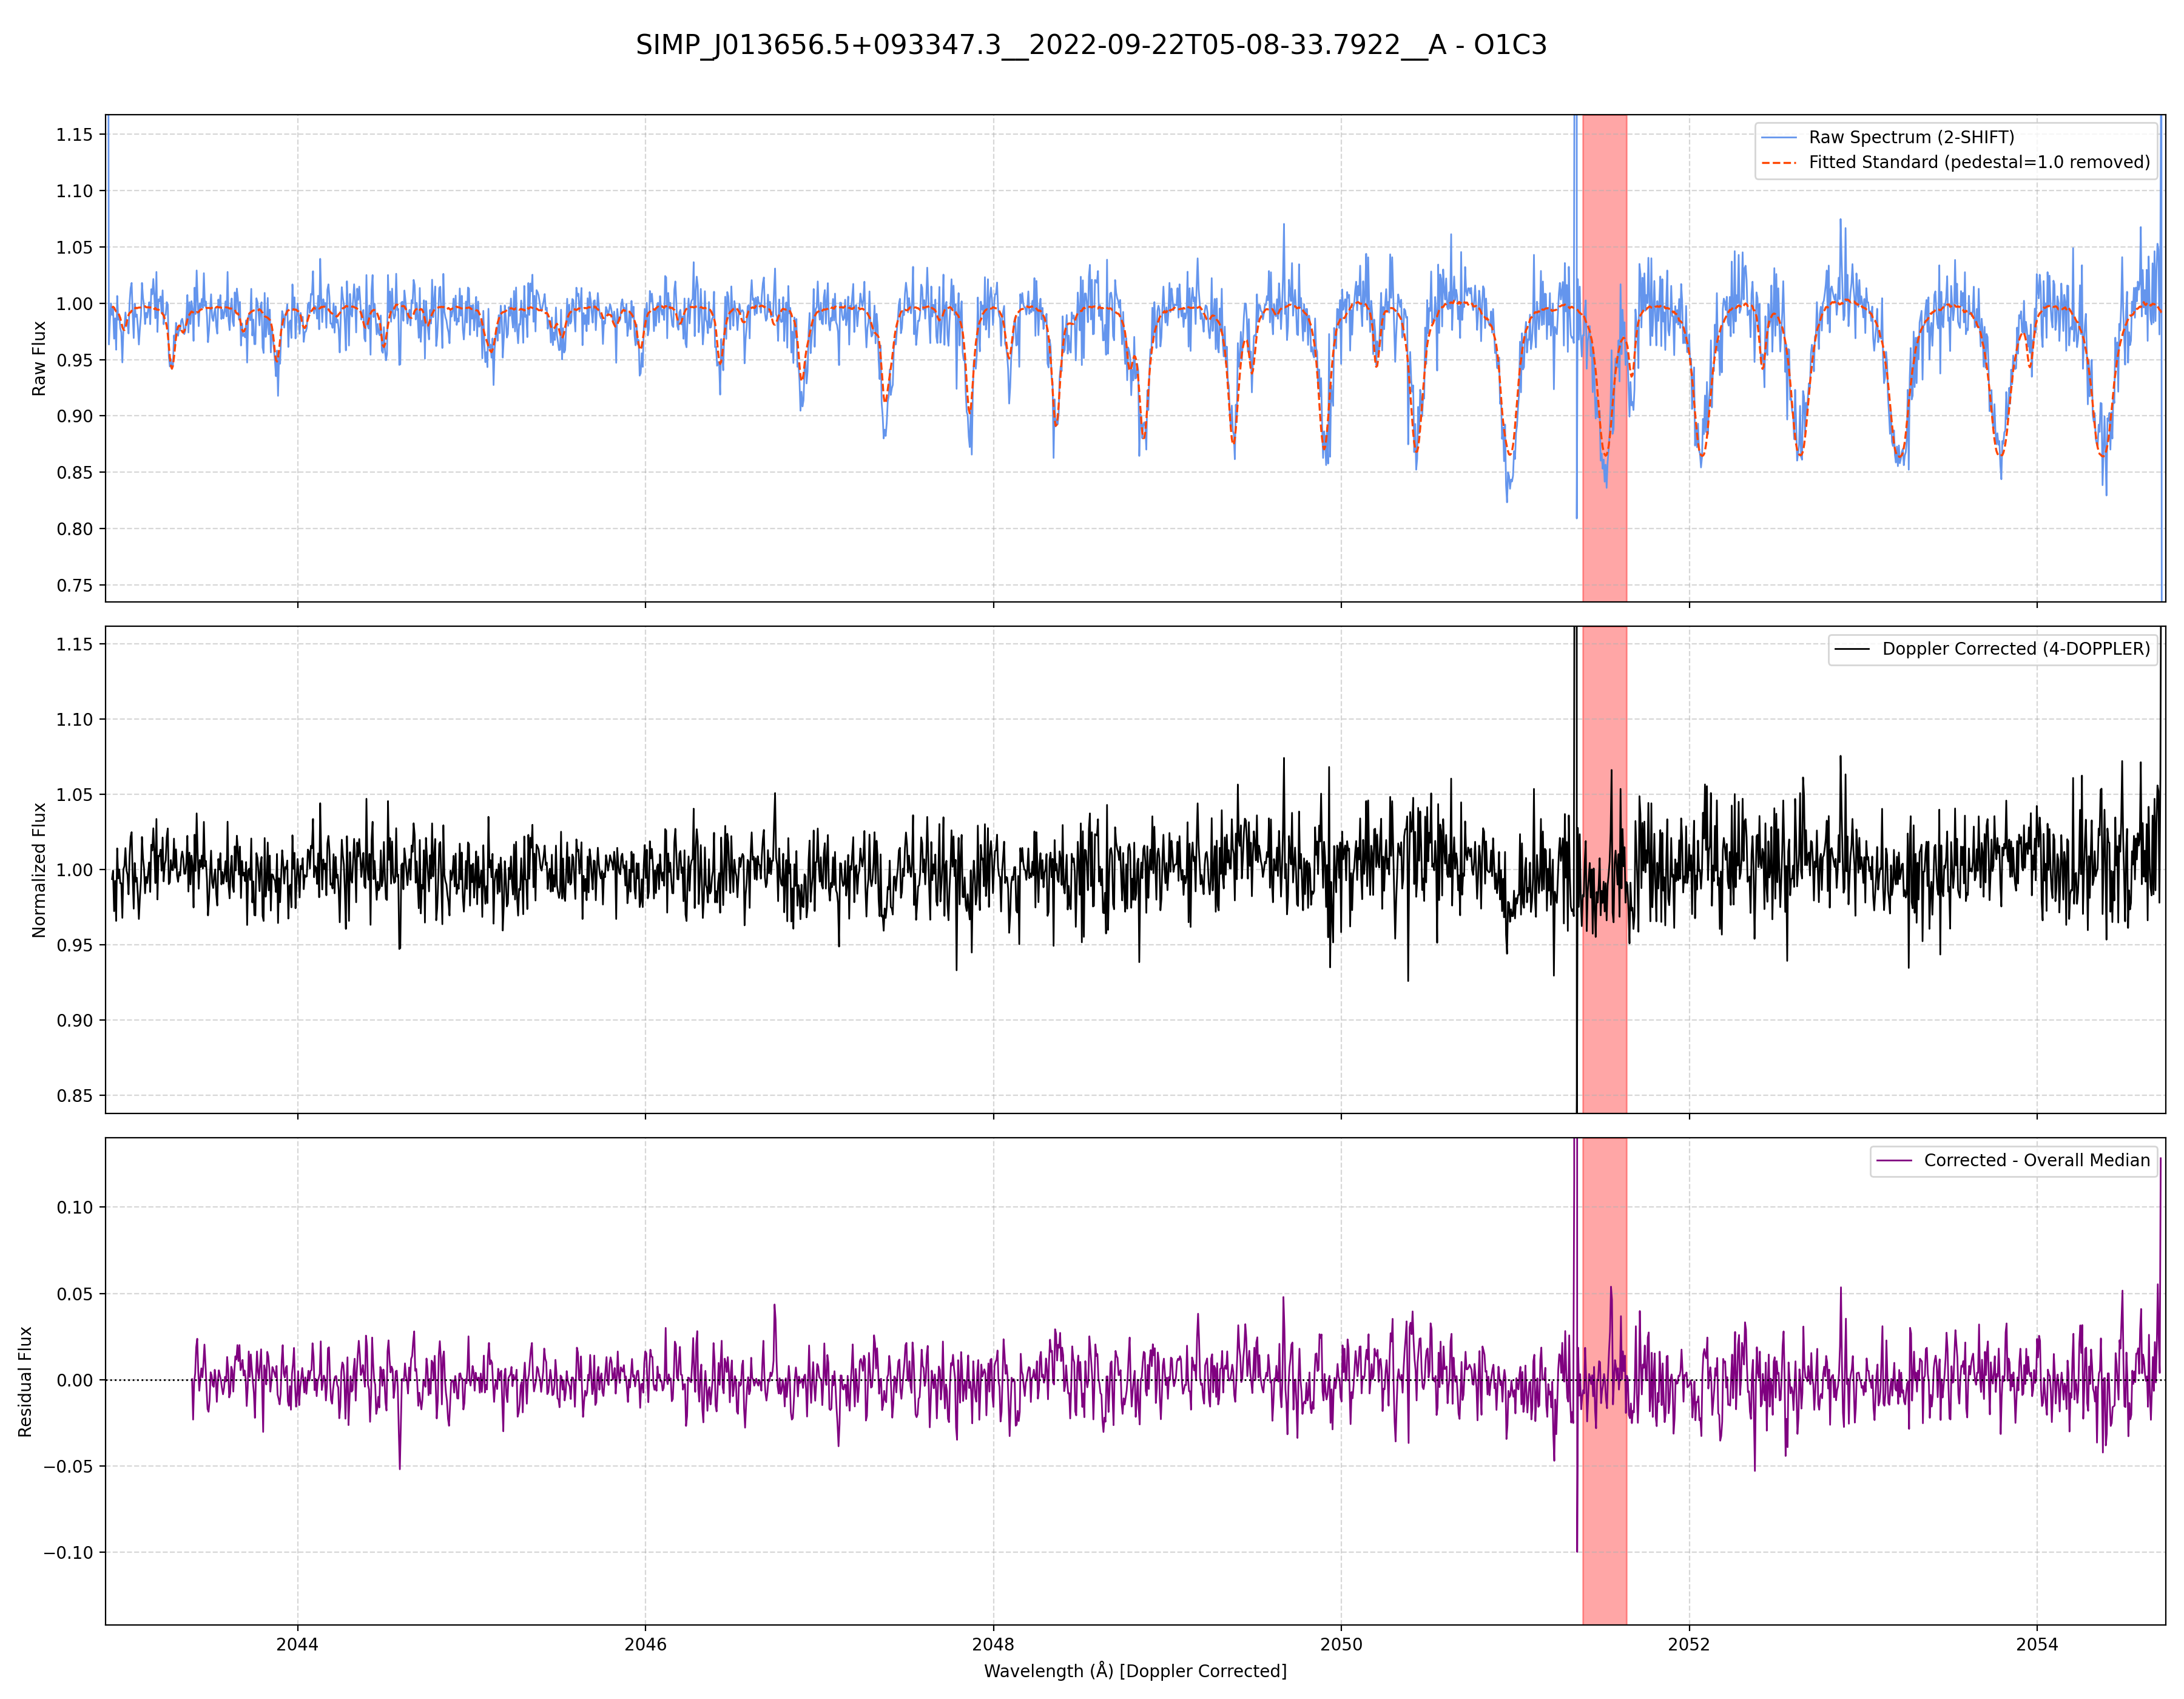 SIMP_J013656.5+093347.3__2022-09-22T05-08-33.7922__A - O1C3
Raw Flux
1.15
1.10
1.05
1.00
0.95
0.90
0.85
0.80
0.75
Raw Spectrum (2-SHIFT)
Fitted Standard (pedestal=1.0 removed)
Normalized Flux
1.15
1.10
1.05
1.00
0.95
0.90
0.85
Doppler Corrected (4-DOPPLER)
Residual Flux
0.10
0.05
0.00
−0.05
−0.10
Corrected - Overall Median
2044 2046 2048 2050 2052 2054
Wavelength (Å) [Doppler Corrected]